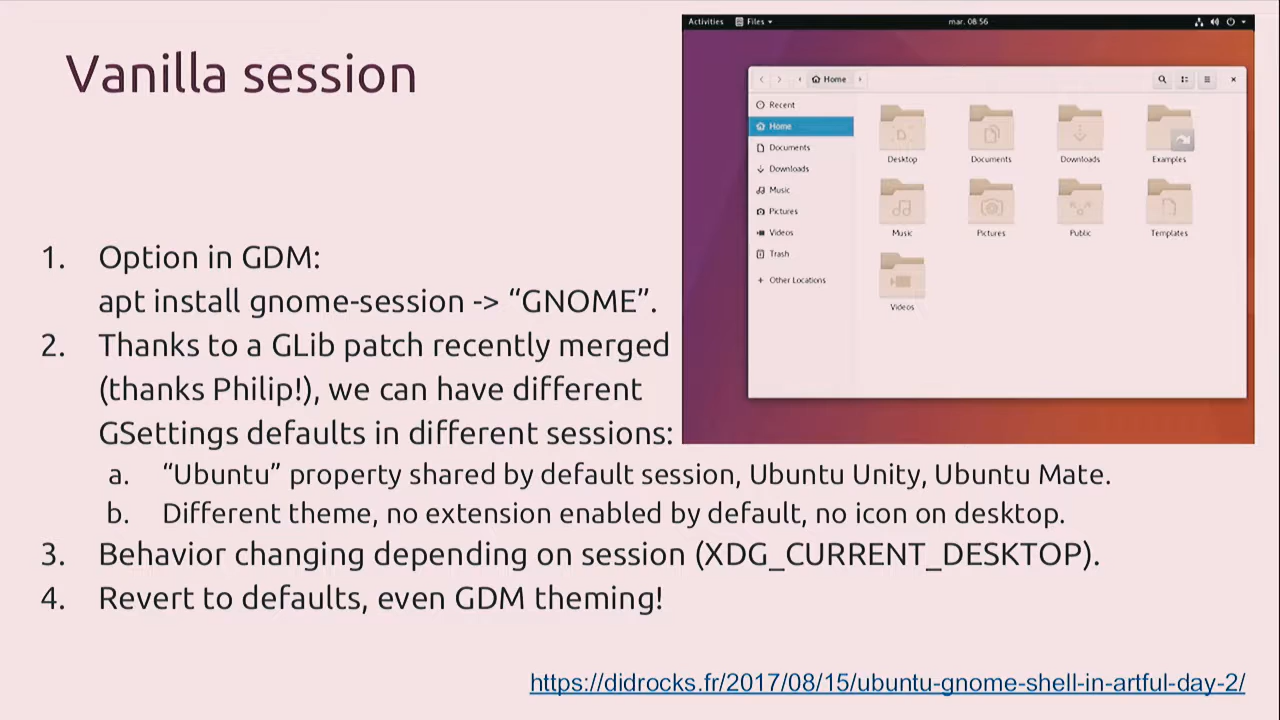 Vanilla session
Activities Files mar. 08:56
Home
Recent
Home
Documents
Downloads
Music
Pictures
Videos
Trash
+ Other Locations
Desktop Documents Downloads Examples
Music Pictures Public Templates
Videos
1. Option in GDM:
apt install gnome-session -> “GNOME”.
2. Thanks to a GLib patch recently merged
(thanks Philip!), we can have different
GSettings defaults in different sessions:
a. “Ubuntu” property shared by default session, Ubuntu Unity, Ubuntu Mate.
b. Different theme, no extension enabled by default, no icon on desktop.
3. Behavior changing depending on session (XDG_CURRENT_DESKTOP).
4. Revert to defaults, even GDM theming!
https://didrocks.fr/2017/08/15/ubuntu-gnome-shell-in-artful-day-2/